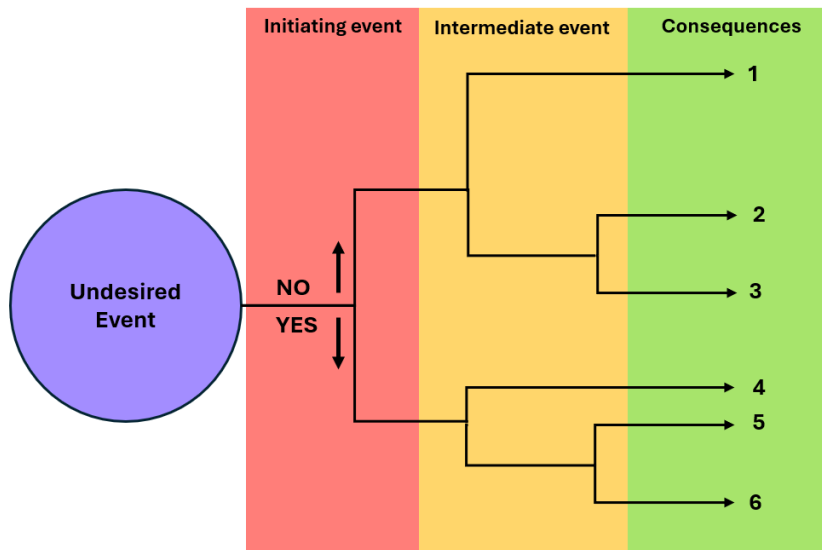 Initiating event
Intermediate event
Consequences
Undesired
Event
NO
YES
1
2
3
4
5
6